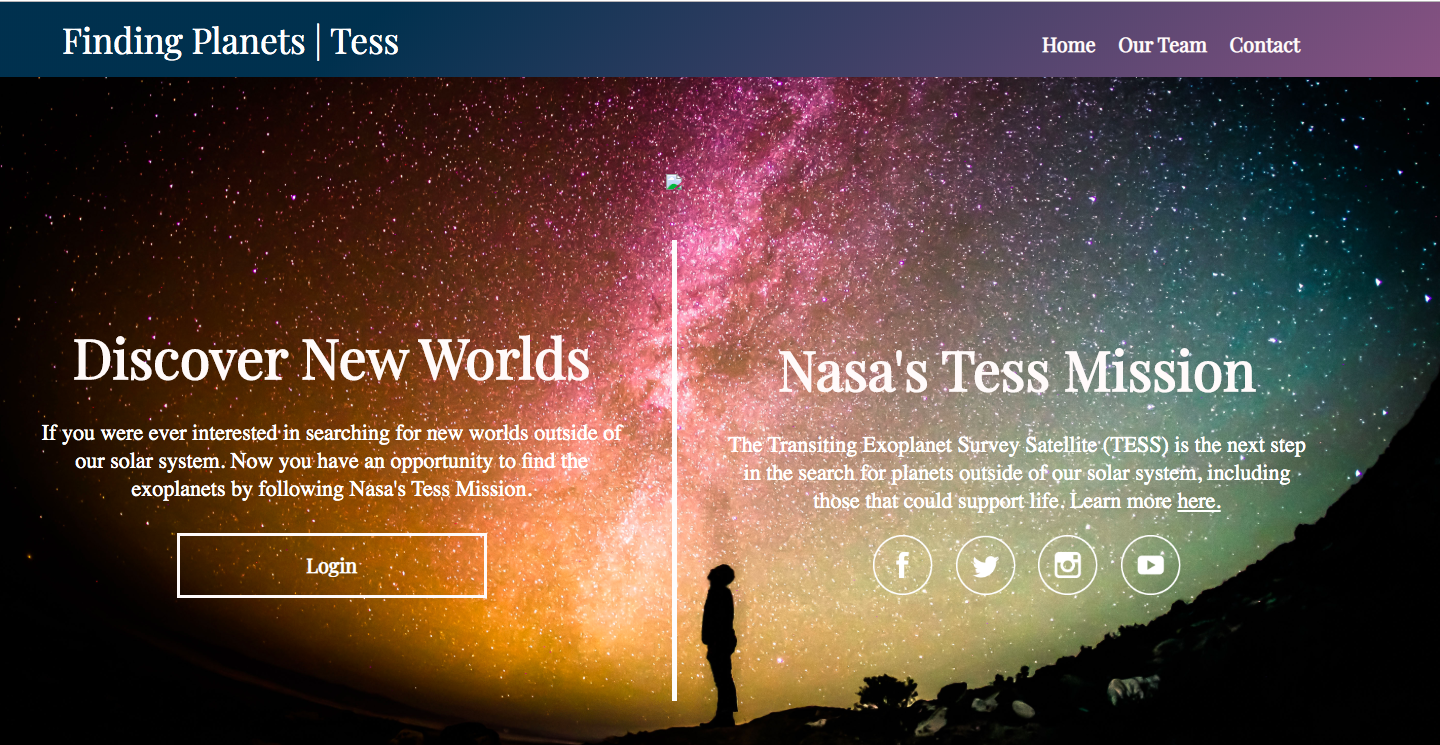 Finding Planets | Tess
Home Our Team Contact
Discover New Worlds
If you were ever interested in searching for new worlds outside of
our solar system. Now you have an opportunity to find the
exoplanets by following Nasa's Tess Mission.
Login
Nasa's Tess Mission
The Transiting Exoplanet Survey Satellite (TESS) is the next step
in the search for planets outside of our solar system, including
those that could support life. Learn more here.